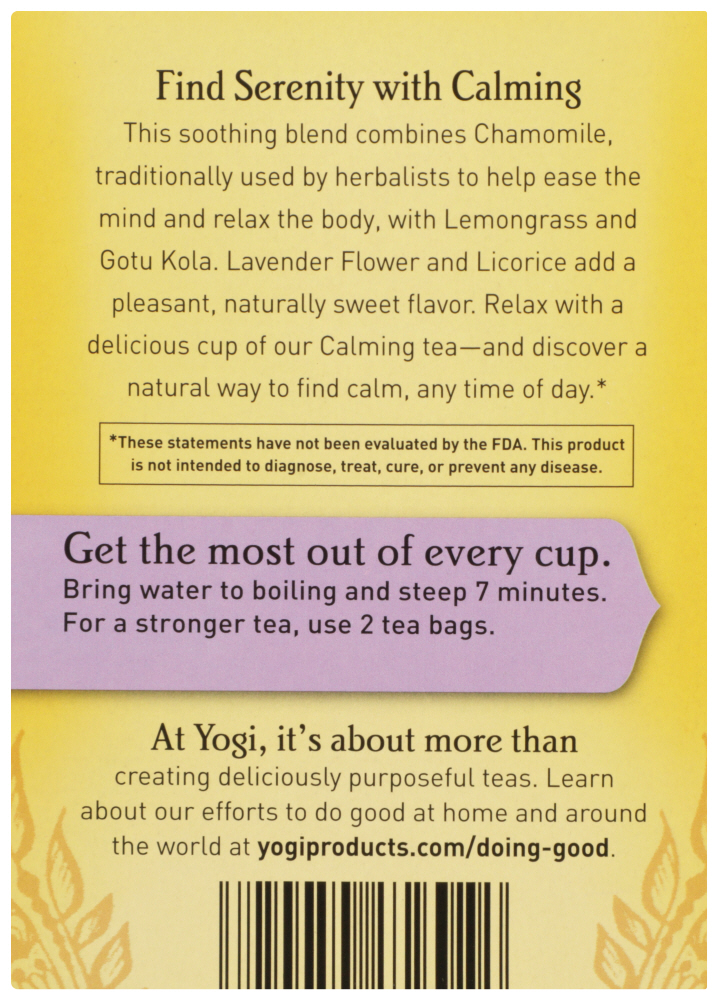 Find Serenity with Calming
This soothing blend combines Chamomile,
traditionally used by herbalists to help ease the
mind and relax the body, with Lemongrass and
Gotu Kola. Lavender Flower and Licorice add a
pleasant, naturally sweet flavor. Relax with a
delicious cup of our Calming tea—and discover a
natural way to find calm, any time of day.*
*These statements have not been evaluated by the FDA. This product
is not intended to diagnose, treat, cure, or prevent any disease.
Get the most out of every cup.
Bring water to boiling and steep 7 minutes.
For a stronger tea, use 2 tea bags.
At Yogi, it's about more than
creating deliciously purposeful teas. Learn
about our efforts to do good at home and around
the world at yogiproducts.com/doing-good.